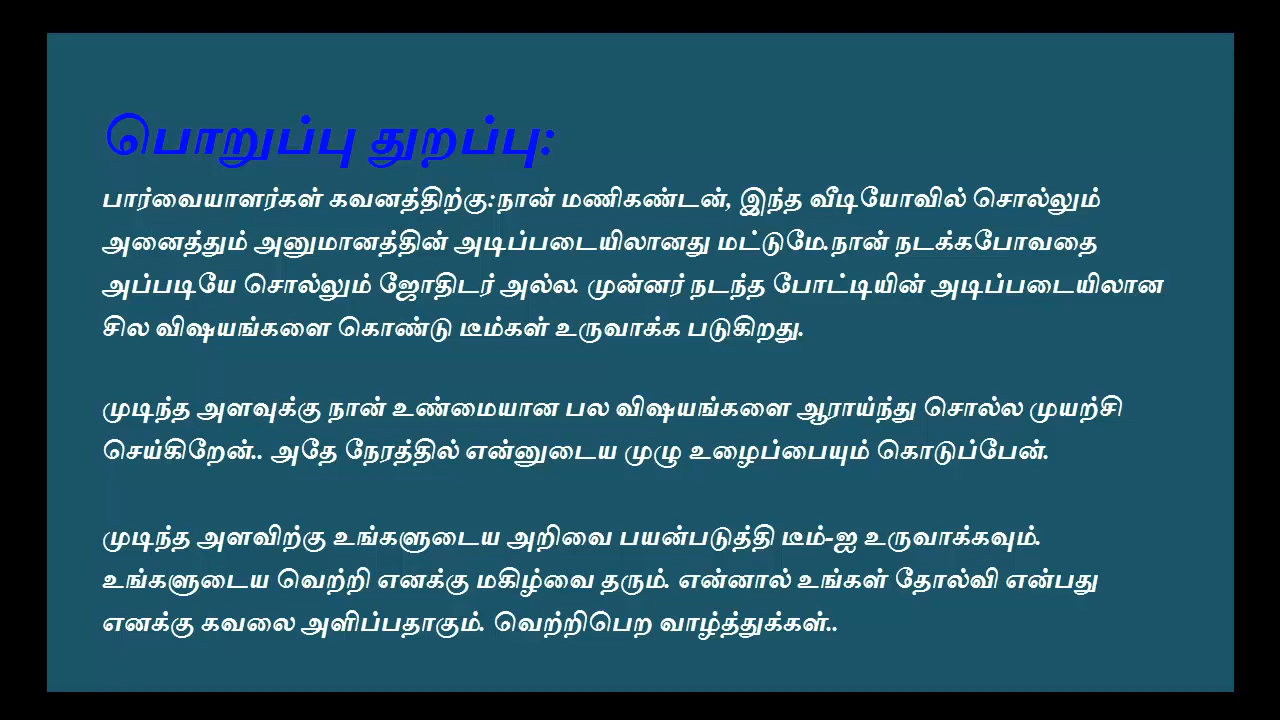 பொறுப்பு துறப்பு:
பார்வையாளர்கள் கவனத்திற்கு:நான் மணிகண்டன், இந்த வீடியோவில் சொல்லும்
அனைத்தும் அனுமானத்தின் அடிப்படையிலானது மட்டுமே.நான் நடக்கபோவதை
அப்படியே சொல்லும் ஜோதிடர் அல்ல. முன்னர் நடந்த போட்டியின் அடிப்படையிலான
சில விஷயங்களை கொண்டு டீம்கள் உருவாக்க படுகிறது.
முடிந்த அளவுக்கு நான் உண்மையான பல விஷயங்களை ஆராய்ந்து சொல்ல முயற்சி
செய்கிறேன்.. அதே நேரத்தில் என்னுடைய முழு உழைப்பையும் கொடுப்பேன்.
முடிந்த அளவிற்கு உங்களுடைய அறிவை பயன்படுத்தி டீம்-ஐ உருவாக்கவும்.
உங்களுடைய வெற்றி எனக்கு மகிழ்வை தரும். என்னால் உங்கள் தோல்வி என்பது
எனக்கு கவலை அளிப்பதாகும். வெற்றிபெற வாழ்த்துக்கள்..